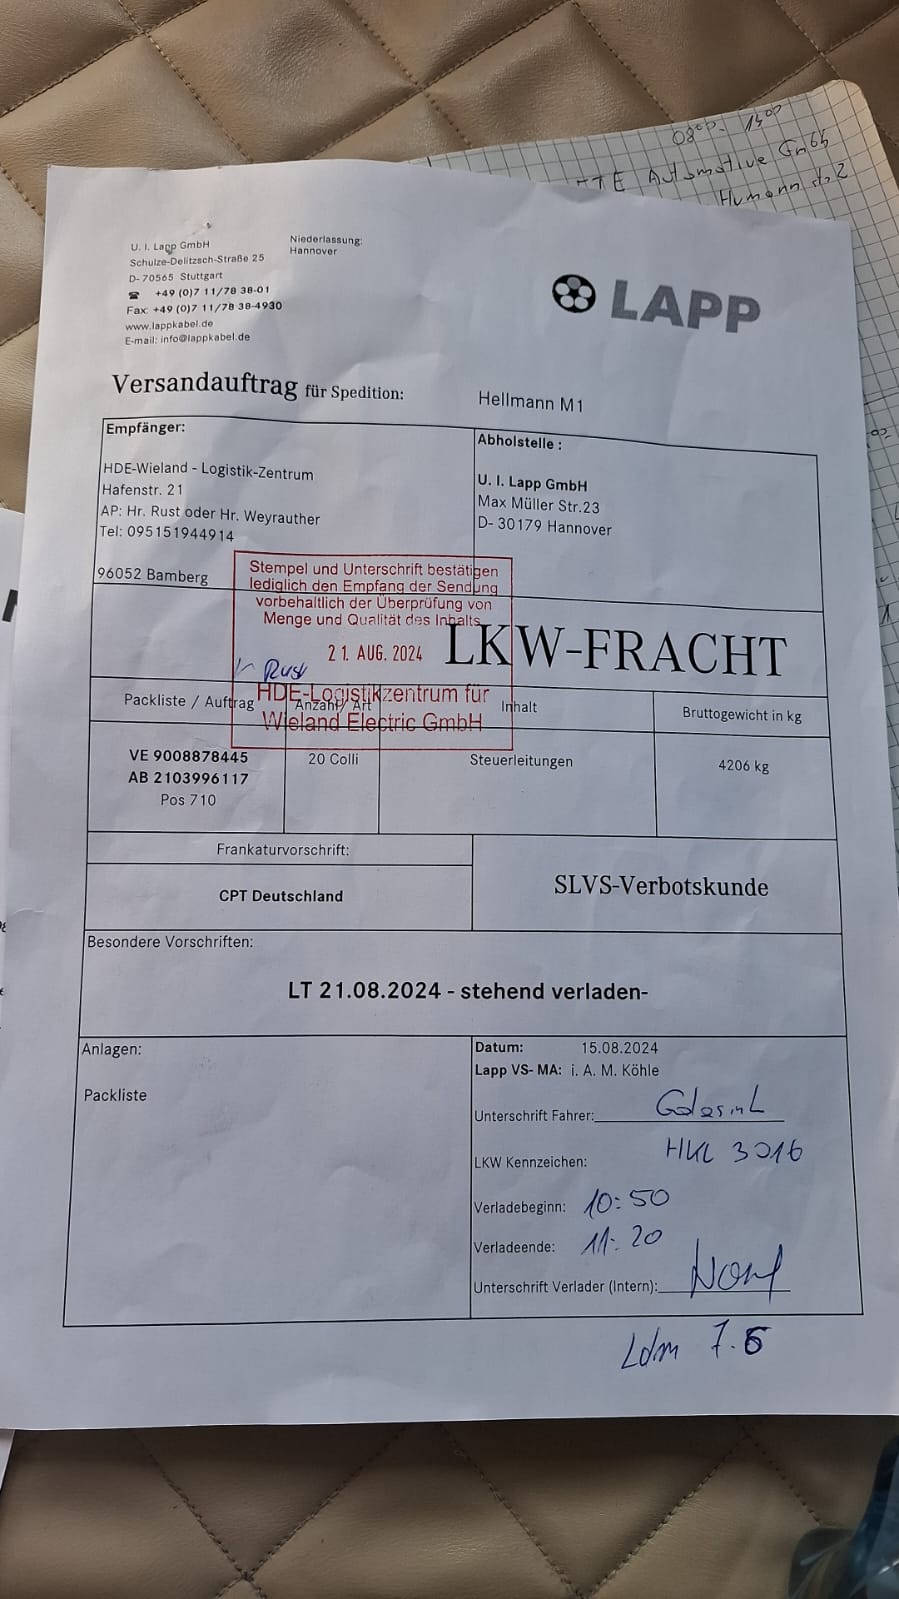 08⁰⁰- 14⁰⁰
Automotive GmbH
Humannstr. 2
U. I. Lapp GmbH
Schulze-Delitzsch-Straße 25
D- 70565 Stuttgart
☎ +49 (0)7 11/78 38-01
Fax: +49 (0)7 11/78 38-4930
www.lappkabel.de
E-mail: info@lappkabel.de
Niederlassung:
Hannover
LAPP
Versandauftrag für Spedition:
Hellmann M1
Empfänger:
HDE-Wieland - Logistik-Zentrum
Hafenstr. 21
AP: Hr. Rust oder Hr. Weyrauther
Tel: 095151944914
96052 Bamberg
Abholstelle :
U. I. Lapp GmbH
Max Müller Str.23
D- 30179 Hannover
Stempel und Unterschrift bestätigen
lediglich den Empfang der Sendung
vorbehaltlich der Überprüfung von
Menge und Qualität des Inhalts
21. AUG. 2024
Rust
HDE-Logistikzentrum für
Wieland Electric GmbH
LKW-FRACHT
Packliste / Auftrag
Anzahl / Art
Inhalt
Bruttogewicht in kg
VE 9008878445
AB 2103996117
Pos 710
20 Colli
Steuerleitungen
4206 kg
Frankaturvorschrift:
CPT Deutschland
SLVS-Verbotskunde
Besondere Vorschriften:
LT 21.08.2024 - stehend verladen-
Anlagen:
Packliste
Datum: 15.08.2024
Lapp VS- MA: i. A. M. Köhle
Unterschrift Fahrer:
LKW Kennzeichen: HKL 3016
Verladebeginn: 10:50
Verladeende: 11:20
Unterschrift Verlader (Intern):
Ldm 7.6